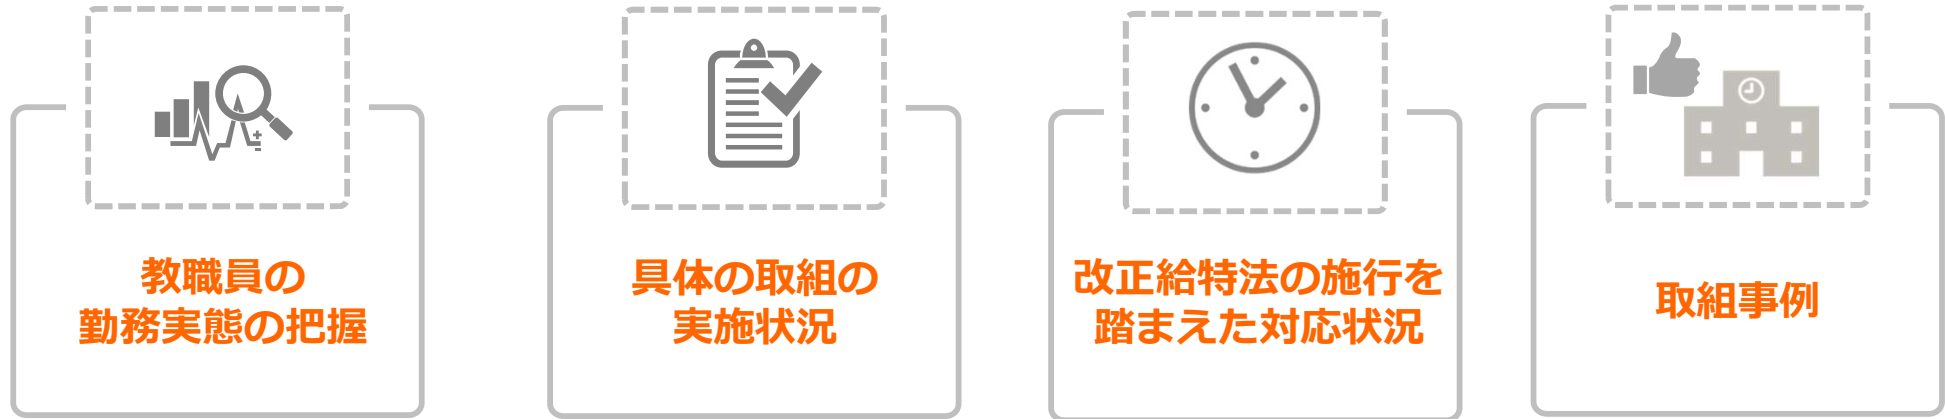 教職員の
勤務実態の把握
具体の取組の
実施状況
改正給特法の施行を
踏まえた対応状況
取組事例